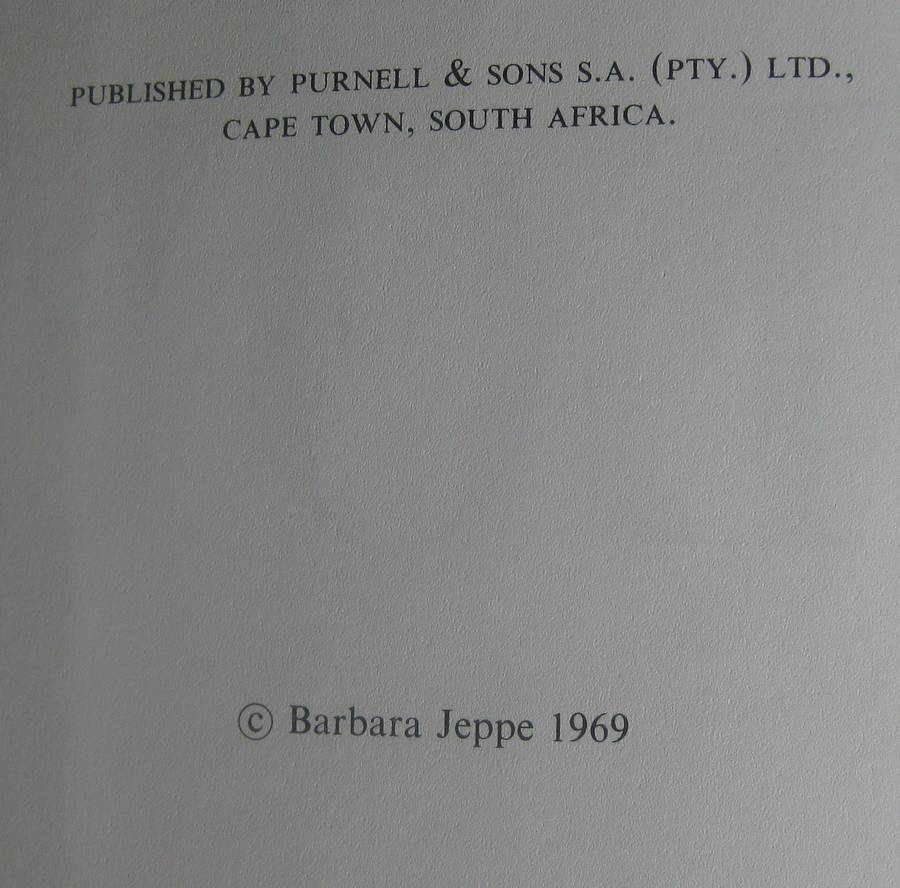 PUBLISHED BY PURNELL & SONS S.A. (PTY.) LTD.,
CAPE TOWN, SOUTH AFRICA.
© Barbara Jeppe 1969